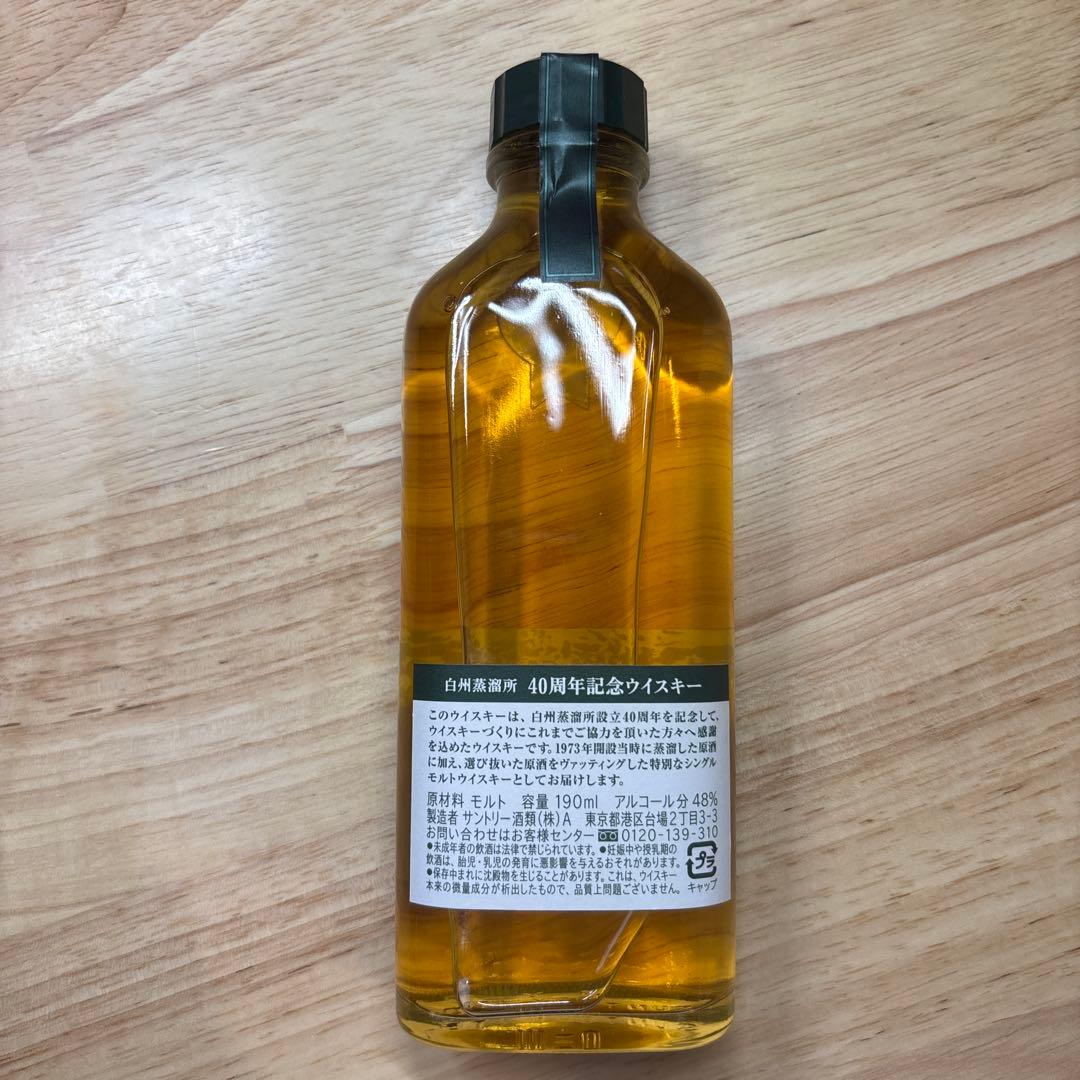 白州蒸溜所 40周年記念ウイスキー
このウイスキーは、白州蒸溜所設立40周年を記念して、
ウイスキーづくりにこれまでご協力を頂いた方々へ感謝
を込めたウイスキーです。1973年開設当時に蒸溜した原酒
に加え、選び抜いた原酒をヴァッティングした特別なシングル
モルトウイスキーとしてお届けします。
原材料 モルト 容量 190ml アルコール分 48%
製造者 サントリー酒類(株)A 東京都港区台場2丁目3-3
お問い合わせはお客様センター 0120-139-310
●未成年者の飲酒は法律で禁じられています。●妊娠中や授乳期の
飲酒は、胎児・乳児の発育に悪影響を与えるおそれがあります。
●保存中まれに沈殿物を生じることがあります。これは、ウイスキー
本来の微量成分が析出したもので、品質上問題ございません。
プラ
キャップ